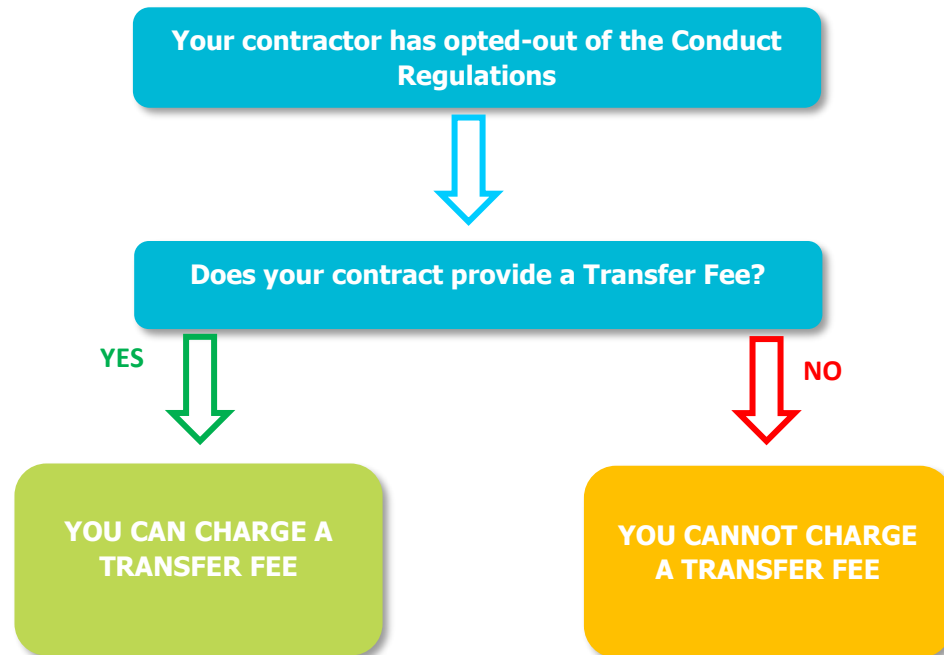 Your contractor has opted-out of the Conduct
Regulations
Does your contract provide a Transfer Fee?
YES
NO
YOU CAN CHARGE A
TRANSFER FEE
YOU CANNOT CHARGE
A TRANSFER FEE